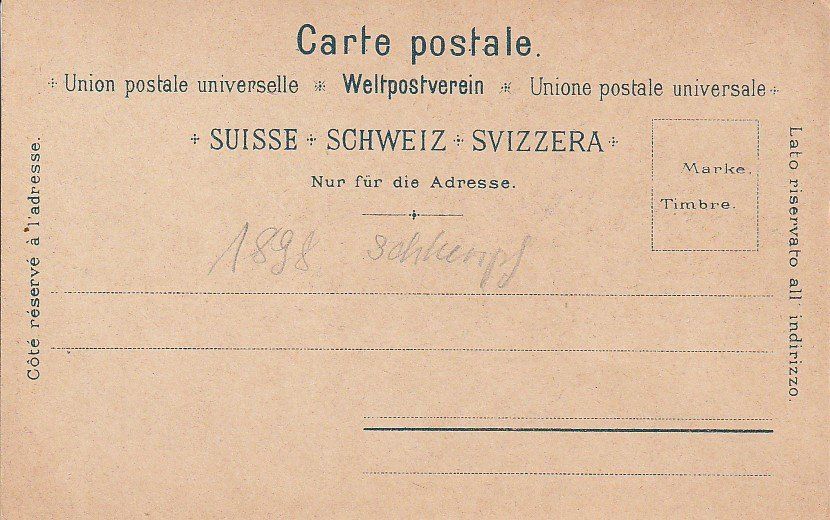 Carte postale.
Union postale universelle Weltpostverein Unione postale universale
SUISSE SCHWEIZ SVIZZERA
Nur für die Adresse.
Marke.
Timbre.
Côté réservé à l'adresse.
Lato riservato all' indirizzo.
1898